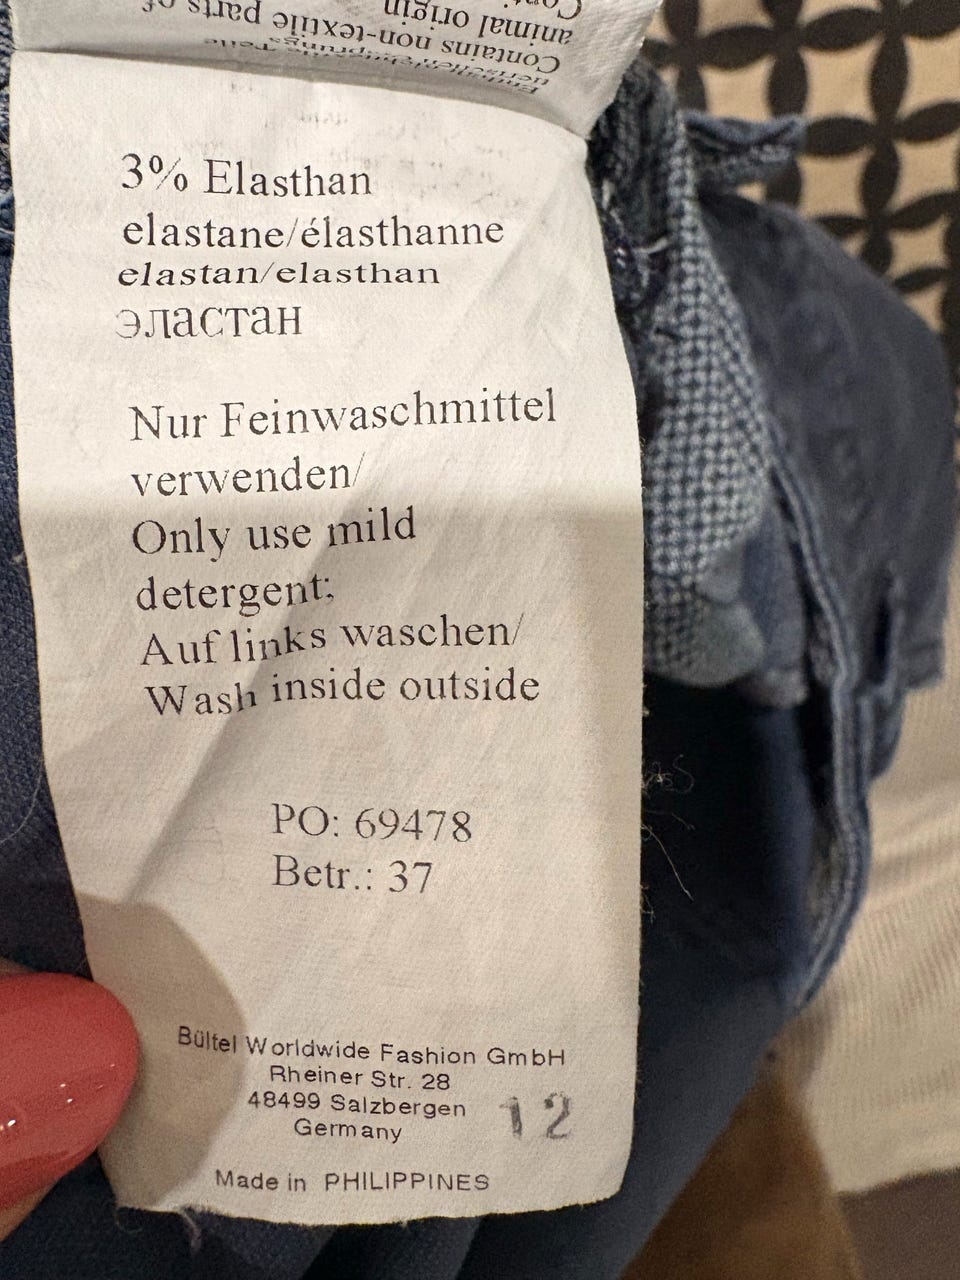 Contains non-textile parts of
animal origin
3% Elasthan
elastane/élasthanne
elastan/elasthan
эластан
Nur Feinwaschmittel
verwenden/
Only use mild
detergent;
Auf links waschen/
Wash inside outside
PO: 69478
Betr.: 37
Bültel Worldwide Fashion GmbH
Rheiner Str. 28
48499 Salzbergen
Germany
12
Made in PHILIPPINES